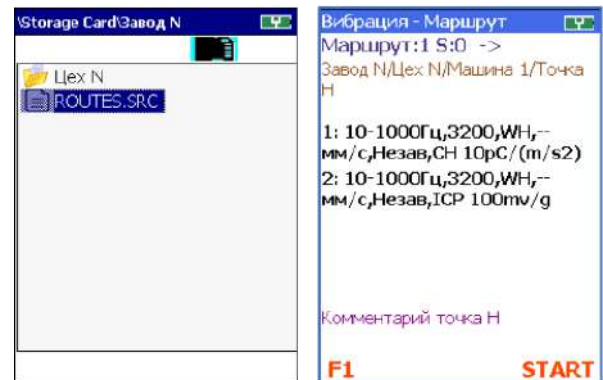 \Storage Card\Завод N
Цех N
ROUTES.SRC
Вибрация - Маршрут
Маршрут:1 S:0 ->
Завод N/Цех N/Машина 1/Точка
Н
1: 10-1000Гц,3200,WH,--
мм/с,Незав,CH 10pC/(m/s2)
2: 10-1000Гц,3200,WH,--
мм/с,Незав,ICP 100mv/g
Комментарий точка Н
F1 START